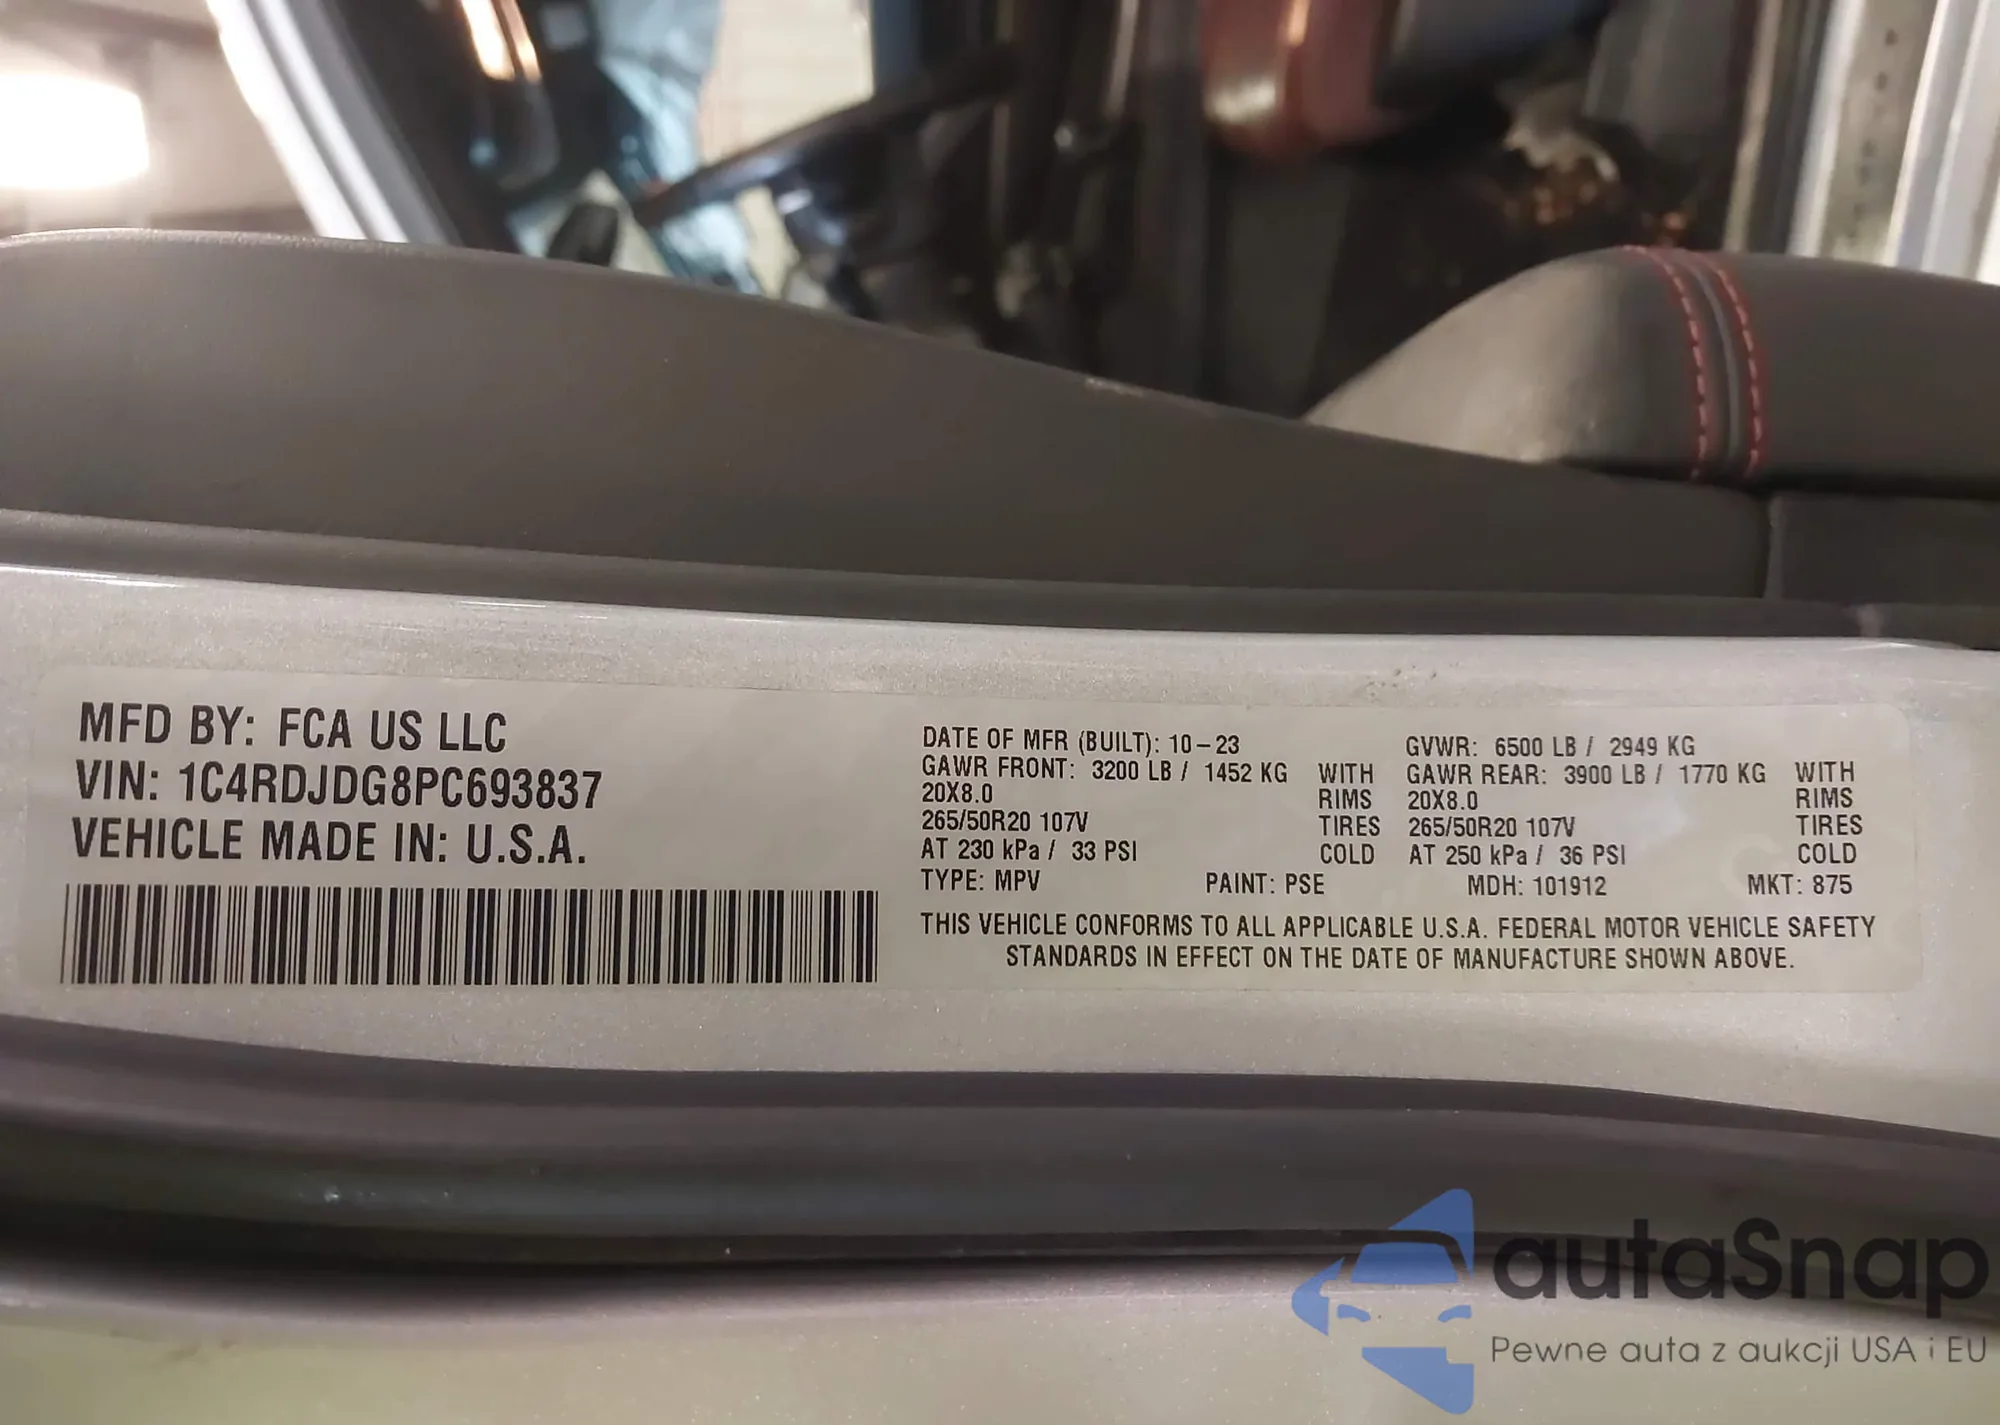 MFD BY: FCA US LLC
VIN: 1C4RDJDG8PC693837
VEHICLE MADE IN: U.S.A.
DATE OF MFR (BUILT): 10-23 GVWR: 6500 LB / 2949 KG
GAWR FRONT: 3200 LB / 1452 KG WITH GAWR REAR: 3900 LB / 1770 KG WITH
20X8.0 RIMS 20X8.0 RIMS
265/50R20 107V TIRES 265/50R20 107V TIRES
AT 230 kPa / 33 PSI COLD AT 250 kPa / 36 PSI COLD
TYPE: MPV PAINT: PSE MDH: 101912 MKT: 875
THIS VEHICLE CONFORMS TO ALL APPLICABLE U.S.A. FEDERAL MOTOR VEHICLE SAFETY
STANDARDS IN EFFECT ON THE DATE OF MANUFACTURE SHOWN ABOVE.
autaSnap
Pewne auta z aukcji USA i EU